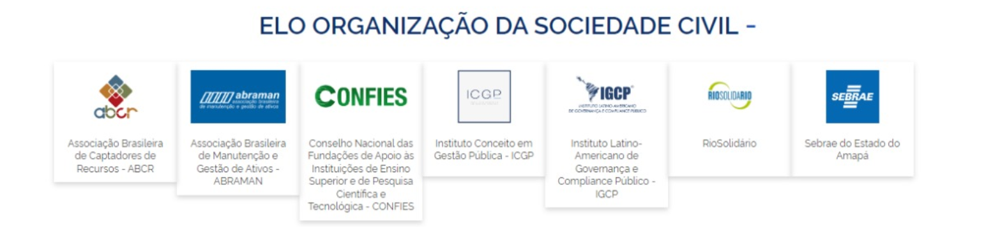 ELO ORGANIZAÇÃO DA SOCIEDADE CIVIL -
abcr
Associação Brasileira
de Captadores de
Recursos - ABCR
abraman
associação brasileira
de manutenção e gestão de ativos
Associação Brasileira
de Manutenção e
Gestão de Ativos -
ABRAMAN
CONFIES
Conselho Nacional das
Fundações de Apoio às
Instituições de Ensino
Superior e de Pesquisa
Científica e
Tecnológica - CONFIES
ICGP
Instituto Conceito em
Gestão Pública - ICGP
IGCP
INSTITUTO LATINO-AMERICANO
DE GOVERNANÇA E COMPLIANCE PÚBLICO
Instituto Latino-
Americano de
Governança e
Compliance Público -
IGCP
RIOSOLIDARIO
RioSolidário
SEBRAE
Sebrae do Estado do
Amapá